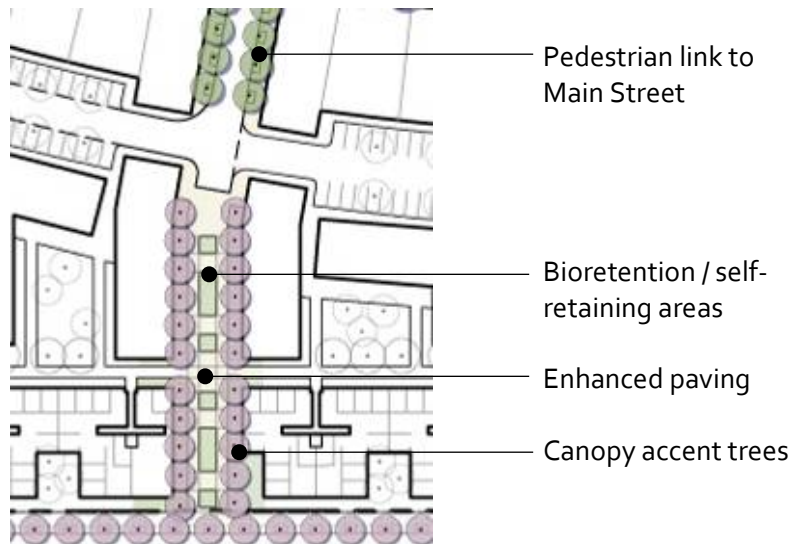 Pedestrian link to
Main Street
Bioretention / self-
retaining areas
Enhanced paving
Canopy accent trees